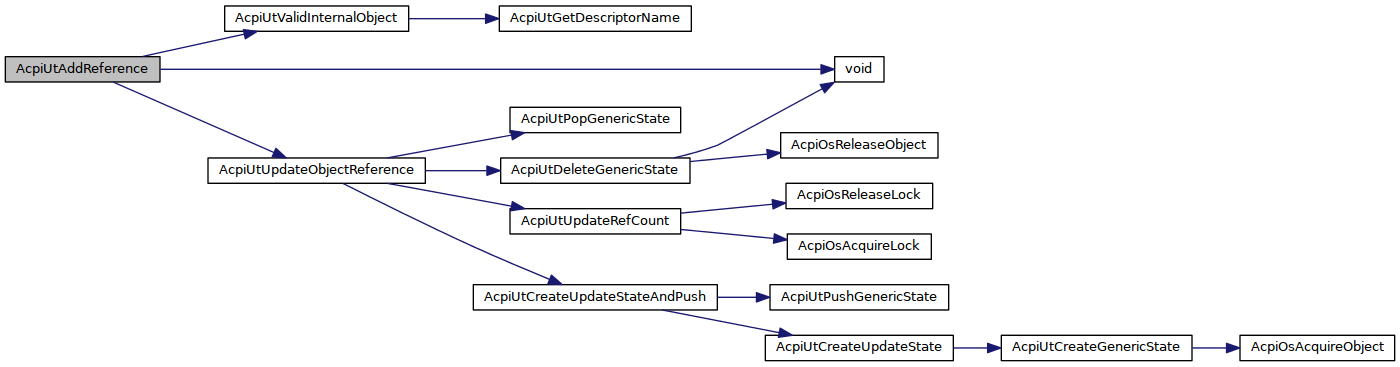 AcpiUtValidInternalObject
AcpiUtGetDescriptorName
AcpiUtAddReference
void
AcpiUtPopGenericState
AcpiOsReleaseObject
AcpiUtUpdateObjectReference
AcpiUtDeleteGenericState
AcpiOsReleaseLock
AcpiUtUpdateRefCount
AcpiOsAcquireLock
AcpiUtCreateUpdateStateAndPush
AcpiUtPushGenericState
AcpiUtCreateUpdateState
AcpiUtCreateGenericState
AcpiOsAcquireObject